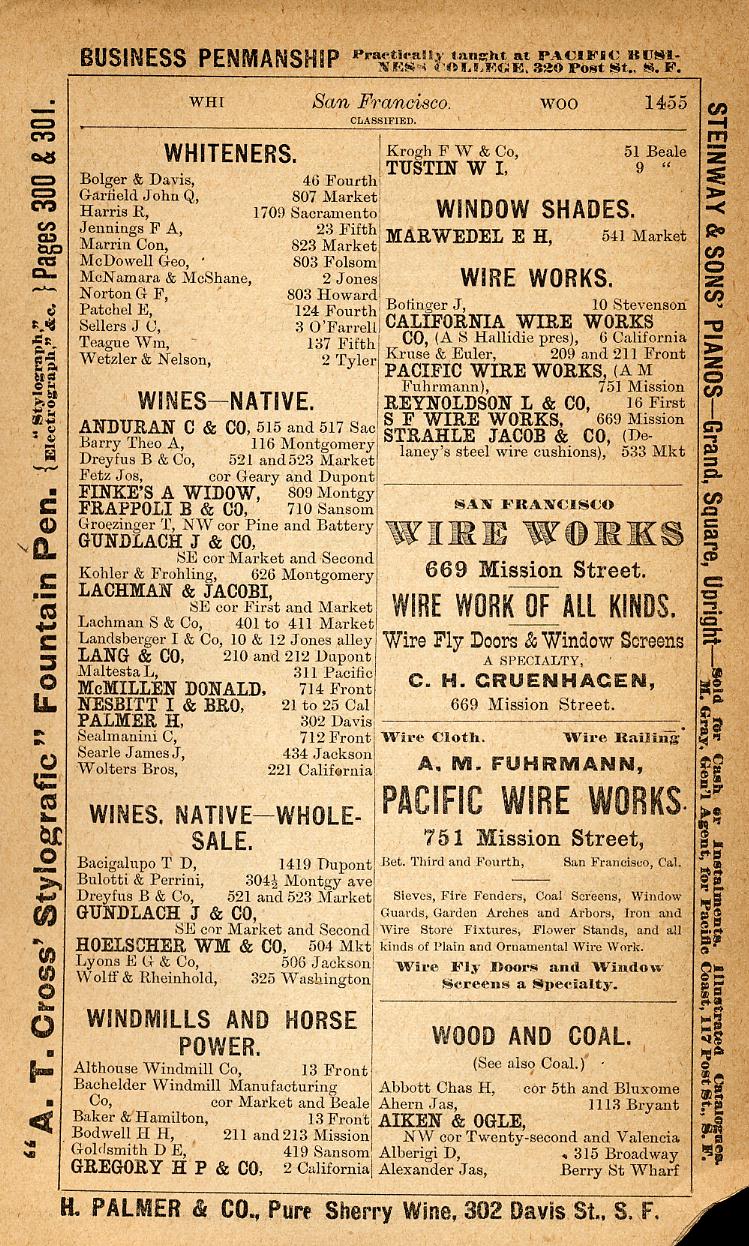 BUSINESS PENMANSHIP Practically taught at PACIFIC BUSI-
NESS COLLEGE, 320 Post St., S. F.
WHI San Francisco. WOO 1455
CLASSIFIED.
WHITENERS.
Bolger & Davis, 46 Fourth
Garfield John Q, 807 Market
Harris R, 1709 Sacramento
Jennings F A, 23 Fifth
Marrin Con, 823 Market
McDowell Geo, 803 Folsom
McNamara & McShane, 2 Jones
Norton G F, 803 Howard
Patchel E, 124 Fourth
Sellers J C, 3 O'Farrell
Teague Wm, 137 Fifth
Wetzler & Nelson, 2 Tyler
WINES—NATIVE.
ANDURAN C & CO, 515 and 517 Sac
Barry Theo A, 116 Montgomery
Dreyfus B & Co, 521 and 523 Market
Fetz Jos, cor Geary and Dupont
FINKE'S A WIDOW, 809 Montgy
FRAPPOLI B & CO, 710 Sansom
Groezinger T, NW cor Pine and Battery
GUNDLACH J & CO,
SE cor Market and Second
Kohler & Frohling, 626 Montgomery
LACHMAN & JACOBI,
SE cor First and Market
Lachman S & Co, 401 to 411 Market
Landsberger I & Co, 10 & 12 Jones alley
LANG & CO, 210 and 212 Dupont
Maltesta L, 311 Pacific
McMILLEN DONALD, 714 Front
NESBITT I & BRO, 21 to 25 Cal
PALMER H, 302 Davis
Sealmanini C, 712 Front
Searle James J, 434 Jackson
Wolters Bros, 221 California
WINES, NATIVE—WHOLE-
SALE.
Bacigalupo T D, 1419 Dupont
Bulotti & Perrini, 304½ Montgy ave
Dreyfus B & Co, 521 and 523 Market
GUNDLACH J & CO,
SE cor Market and Second
HOELSCHER WM & CO, 504 Mkt
Lyons E G & Co, 506 Jackson
Wolff & Rheinhold, 325 Washington
WINDMILLS AND HORSE
POWER.
Althouse Windmill Co, 13 Front
Bachelder Windmill Manufacturing
Co, cor Market and Beale
Baker & Hamilton, 13 Front
Bodwell H H, 211 and 213 Mission
Goldsmith D E, 419 Sansom
GREGORY H P & CO, 2 California
Krogh F W & Co, 51 Beale
TUSTIN W I, 9 "
WINDOW SHADES.
MARWEDEL E H, 541 Market
WIRE WORKS.
Botinger J, 10 Stevenson
CALIFORNIA WIRE WORKS
CO, (A S Hallidie pres), 6 California
Kruse & Euler, 209 and 211 Front
PACIFIC WIRE WORKS, (A M
Fuhrmann), 751 Mission
REYNOLDSON L & CO, 16 First
S F WIRE WORKS, 669 Mission
STRAHLE JACOB & CO, (De-
laney's steel wire cushions), 533 Mkt
SAN FRANCISCO
WIRE WORKS
669 Mission Street.
WIRE WORK OF ALL KINDS.
Wire Fly Doors & Window Screens
A SPECIALTY,
C. H. GRUENHAGEN,
669 Mission Street.
Wire Cloth. Wire Railing
A. M. FUHRMANN,
PACIFIC WIRE WORKS.
751 Mission Street,
Bet. Third and Fourth, San Francisco, Cal.
Sieves, Fire Fenders, Coal Screens, Window
Guards, Garden Arches and Arbors, Iron and
Wire Store Fixtures, Flower Stands, and all
kinds of Plain and Ornamental Wire Work.
Wire Fly Doors and Window
Screens a Specialty.
WOOD AND COAL.
(See also Coal.)
Abbott Chas H, cor 5th and Bluxome
Ahern Jas, 1113 Bryant
AIKEN & OGLE,
NW cor Twenty-second and Valencia
Alberigi D, 315 Broadway
Alexander Jas, Berry St Wharf
"A. T. Cross' Stylografic" Fountain Pen. { "Stylograph," Electrograph," &c. } Pages 300 & 301.
STEINWAY & SONS' PIANOS—Grand, Square, Upright—Sold for Cash or Instalments. Illustrated Catalogues.
M. Gray, Gen'l Agent, for Pacific Coast, 117 Post St., S. F.
H. PALMER & CO., Pure Sherry Wine, 302 Davis St., S. F.